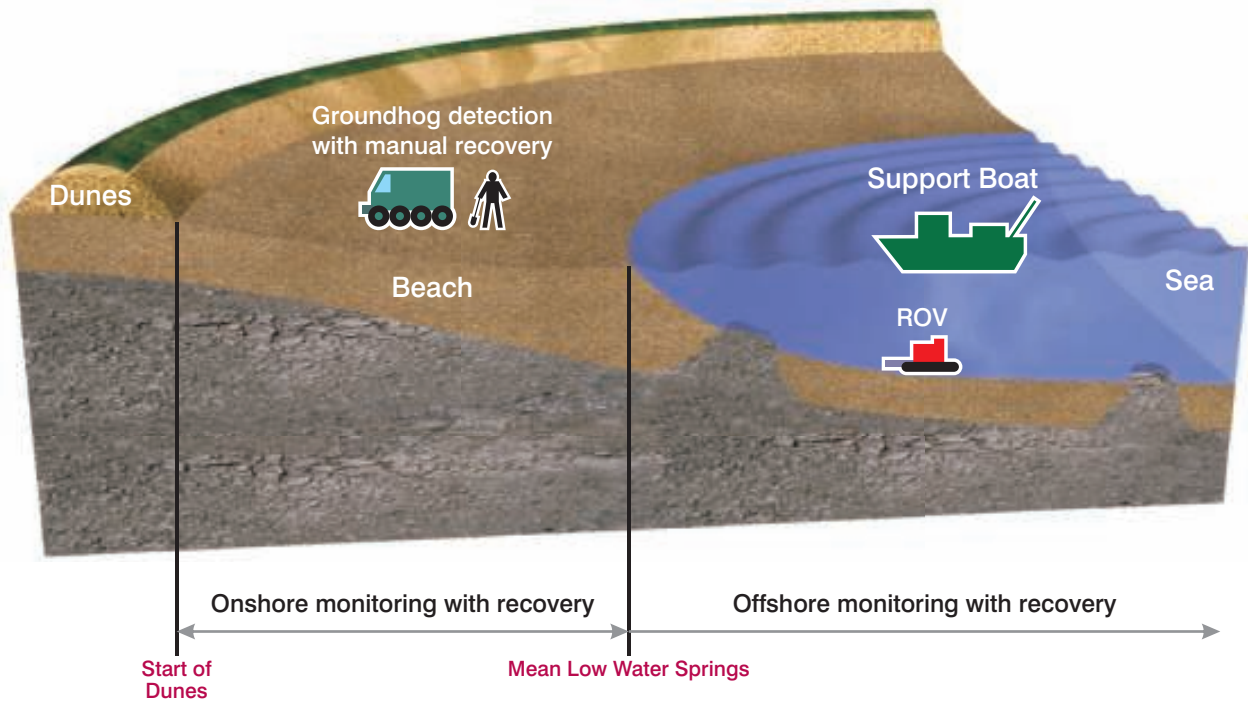 Groundhog detection
with manual recovery
Dunes
Support Boat
Beach
Sea
ROV
Onshore monitoring with recovery
Offshore monitoring with recovery
Start of
Dunes
Mean Low Water Springs